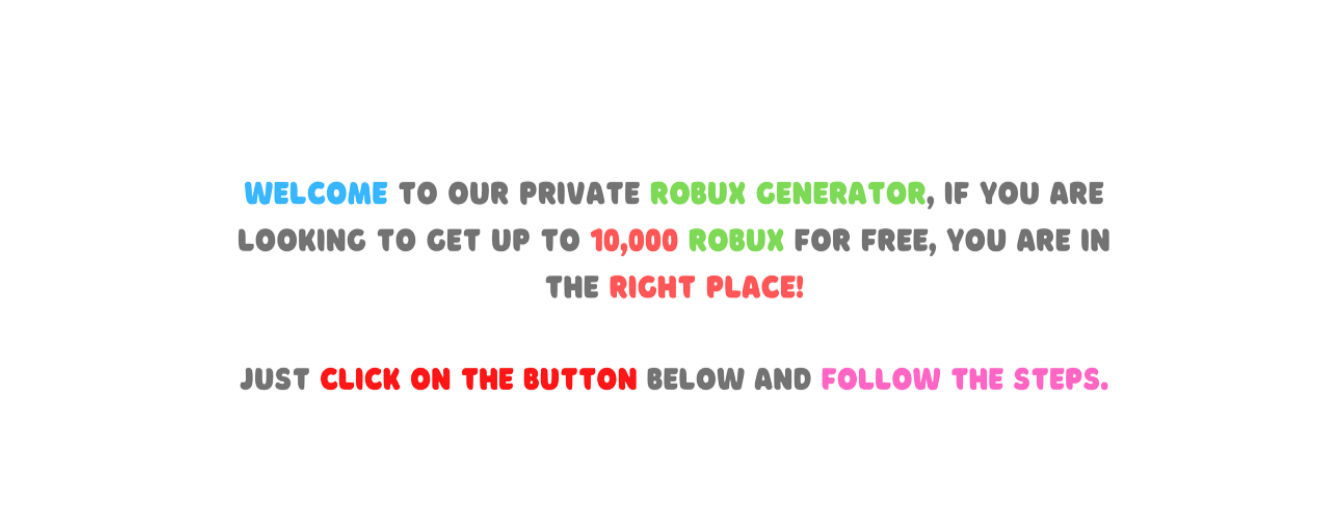 WELCOME TO OUR PRIVATE ROBUX GENERATOR, IF YOU ARE
LOOKING TO GET UP TO 10,000 ROBUX FOR FREE, YOU ARE IN
THE RIGHT PLACE!
JUST CLICK ON THE BUTTON BELOW AND FOLLOW THE STEPS.